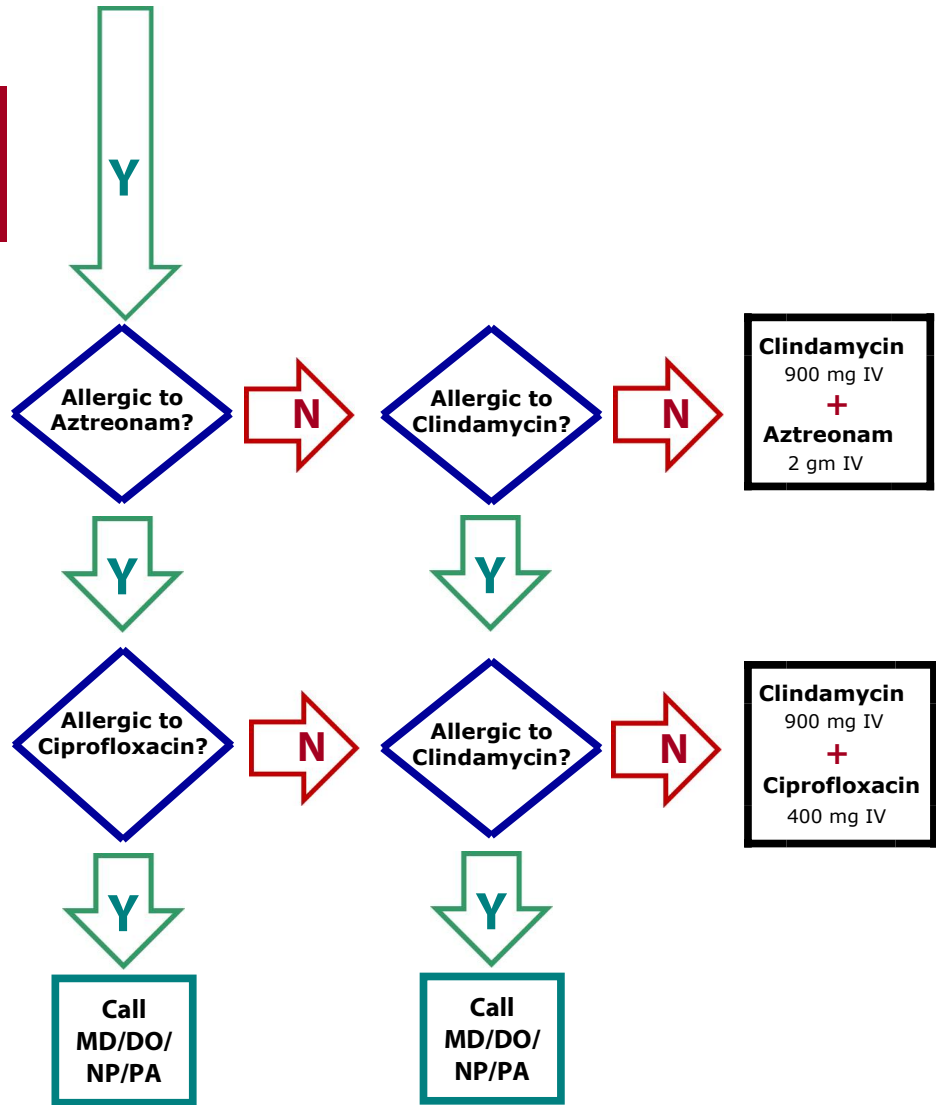 Y
Allergic to
Aztreonam?
N
Allergic to
Clindamycin?
N
Clindamycin
900 mg IV
+
Aztreonam
2 gm IV
Y
Y
Allergic to
Ciprofloxacin?
N
Allergic to
Clindamycin?
N
Clindamycin
900 mg IV
+
Ciprofloxacin
400 mg IV
Y
Y
Call
MD/DO/
NP/PA
Call
MD/DO/
NP/PA